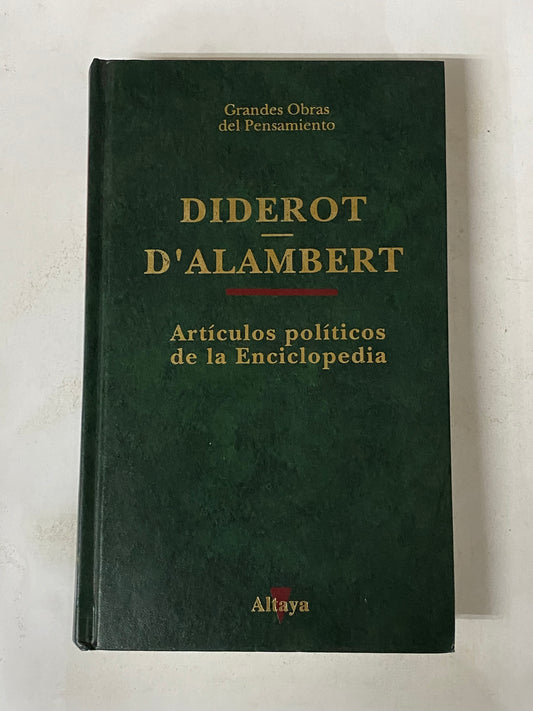 Grandes Obras
del Pensamiento
DIDEROT
D'ALAMBERT
Artículos políticos
de la Enciclopedia
Altaya